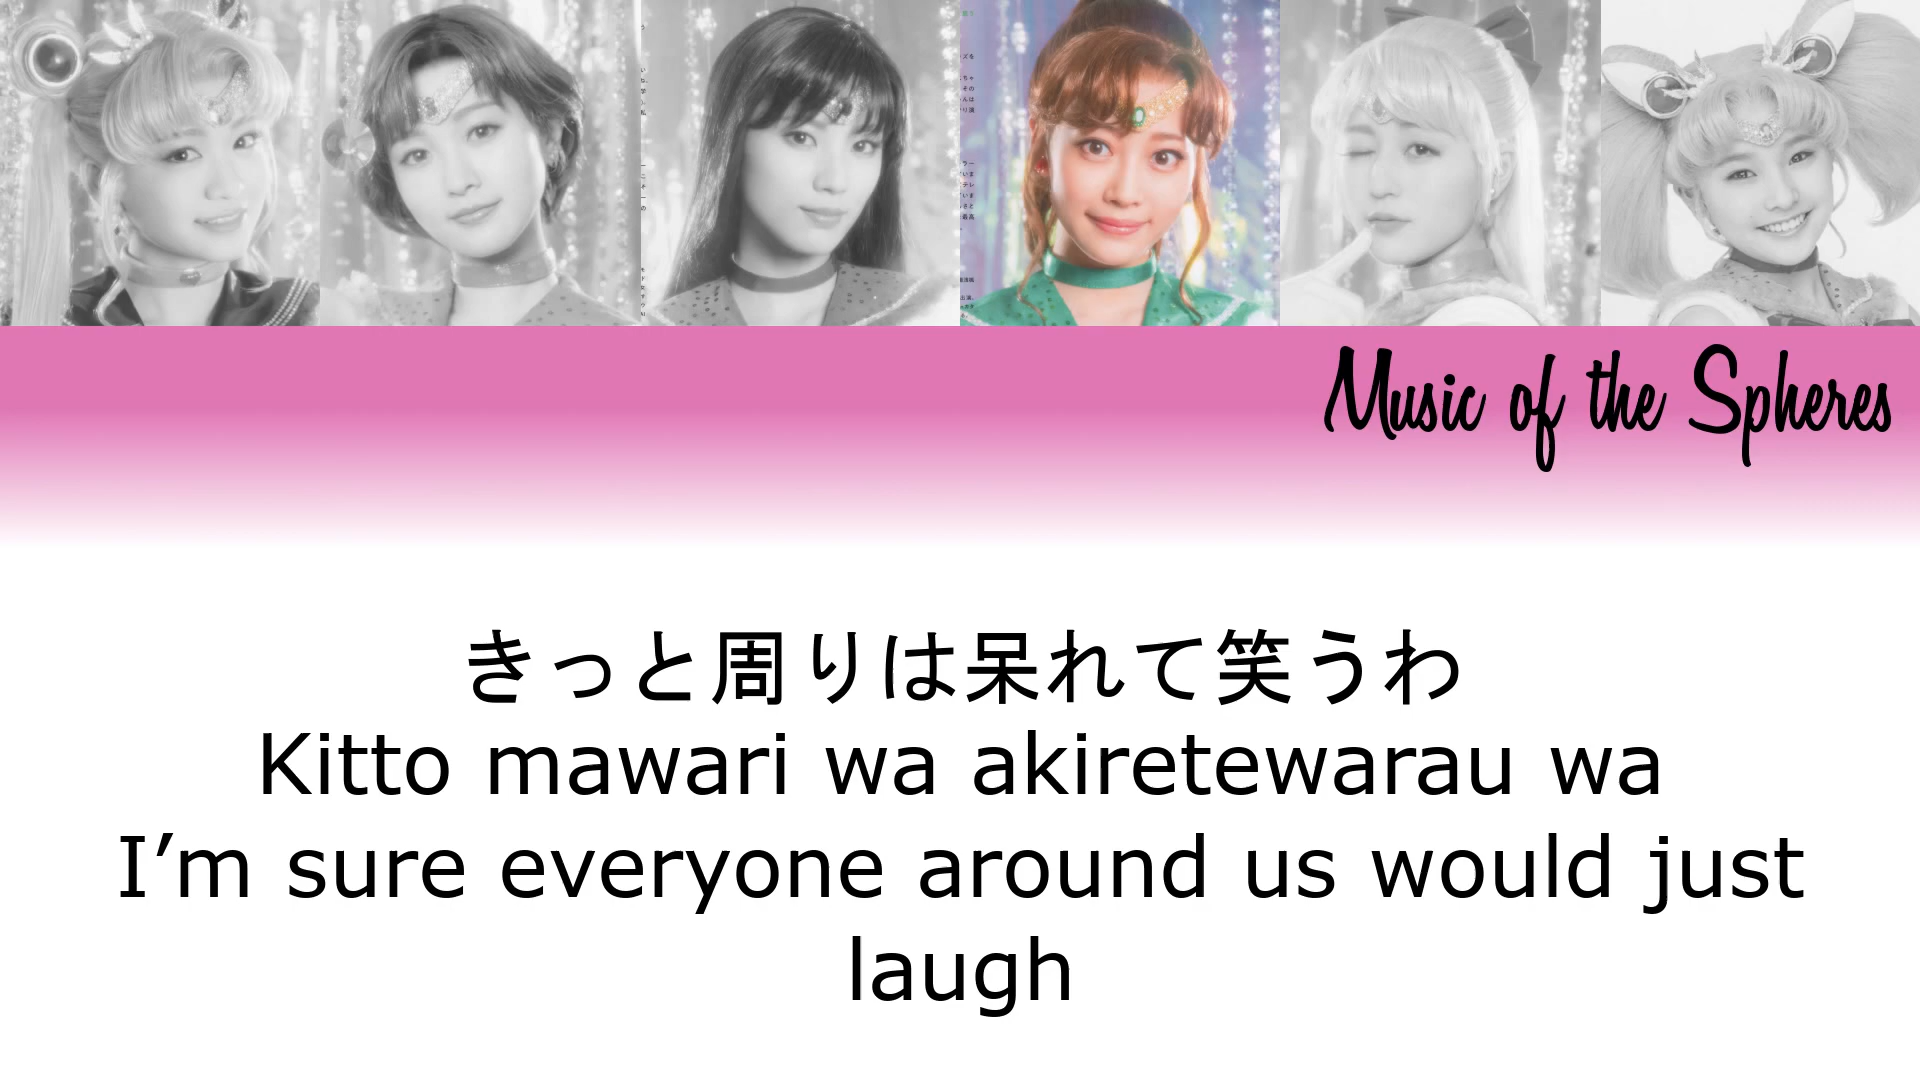 Music of the Spheres
きっと周りは呆れて笑うわ
Kitto mawari wa akiretewarau wa
I’m sure everyone around us would just
laugh